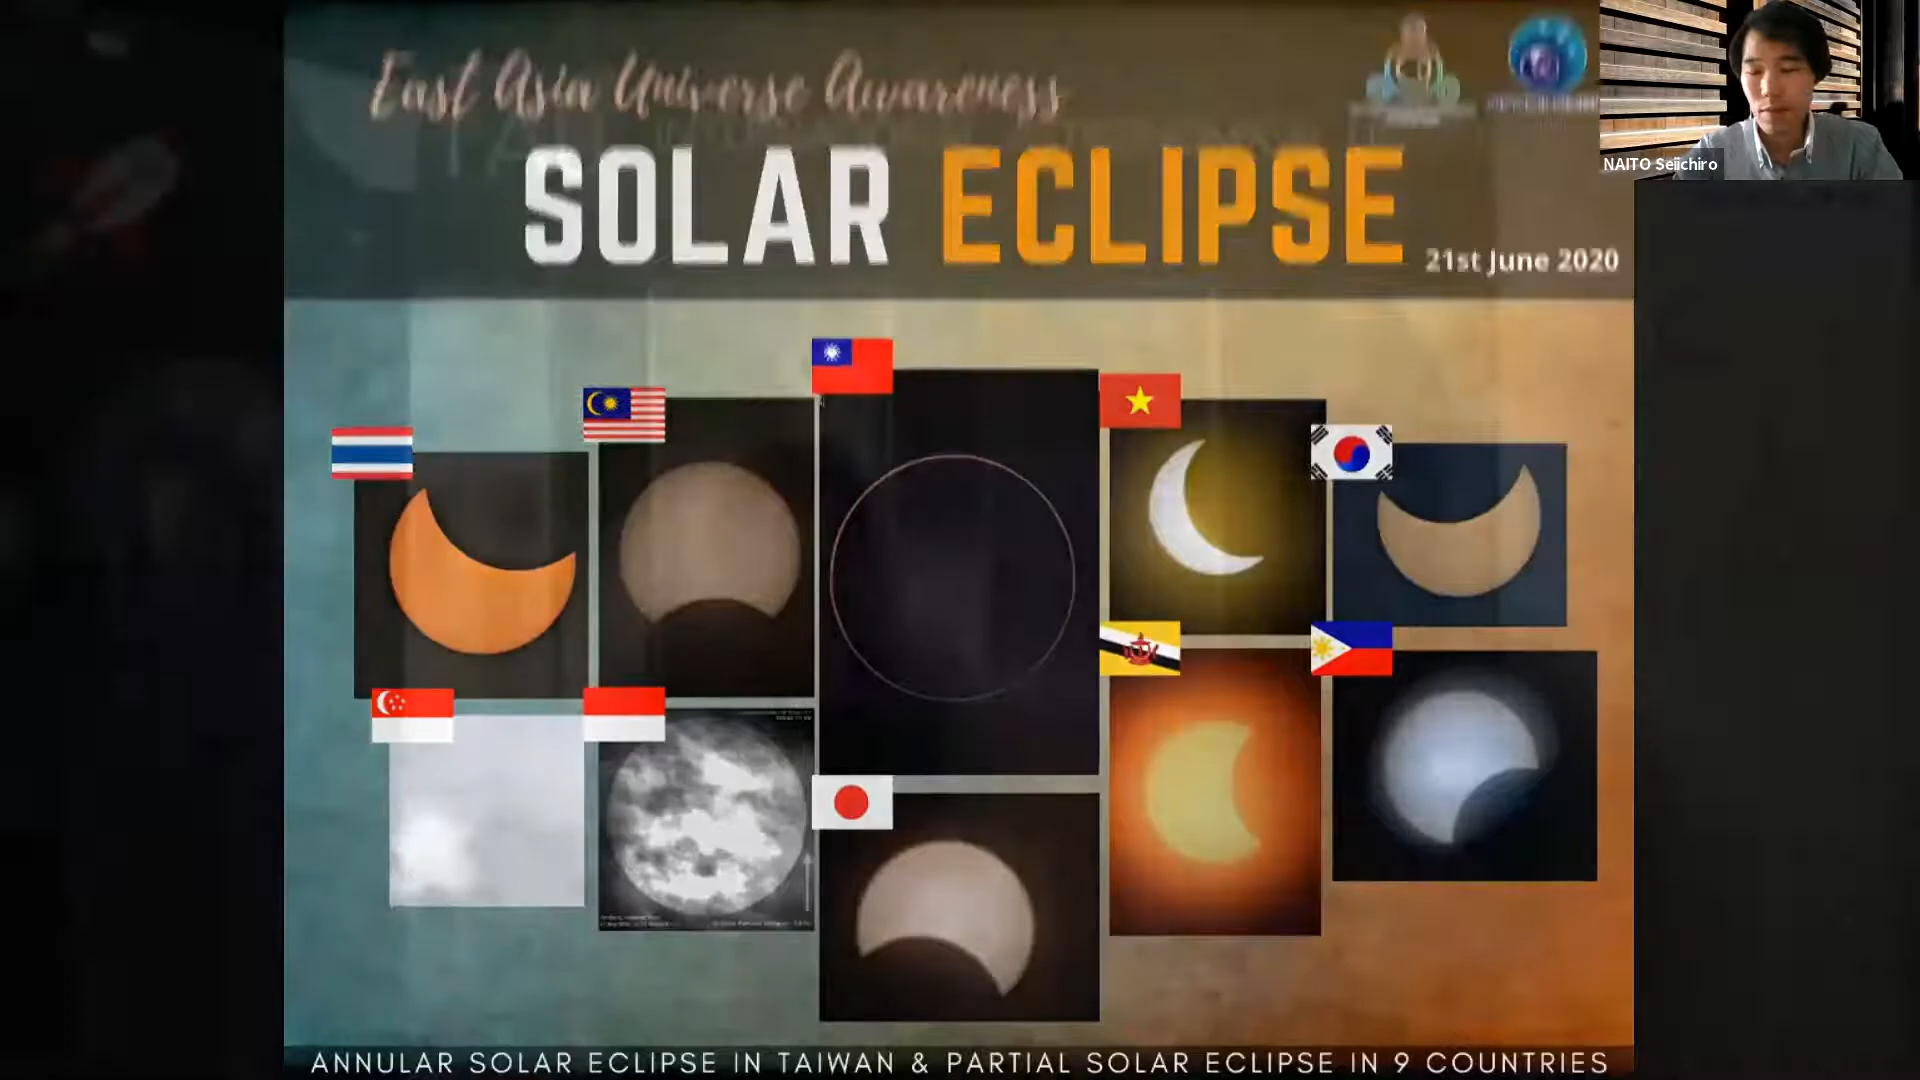 East Asia Universe Awareness
SOLAR ECLIPSE
21st June 2020
NAITO Seiichiro
ANNULAR SOLAR ECLIPSE IN TAIWAN & PARTIAL SOLAR ECLIPSE IN 9 COUNTRIES